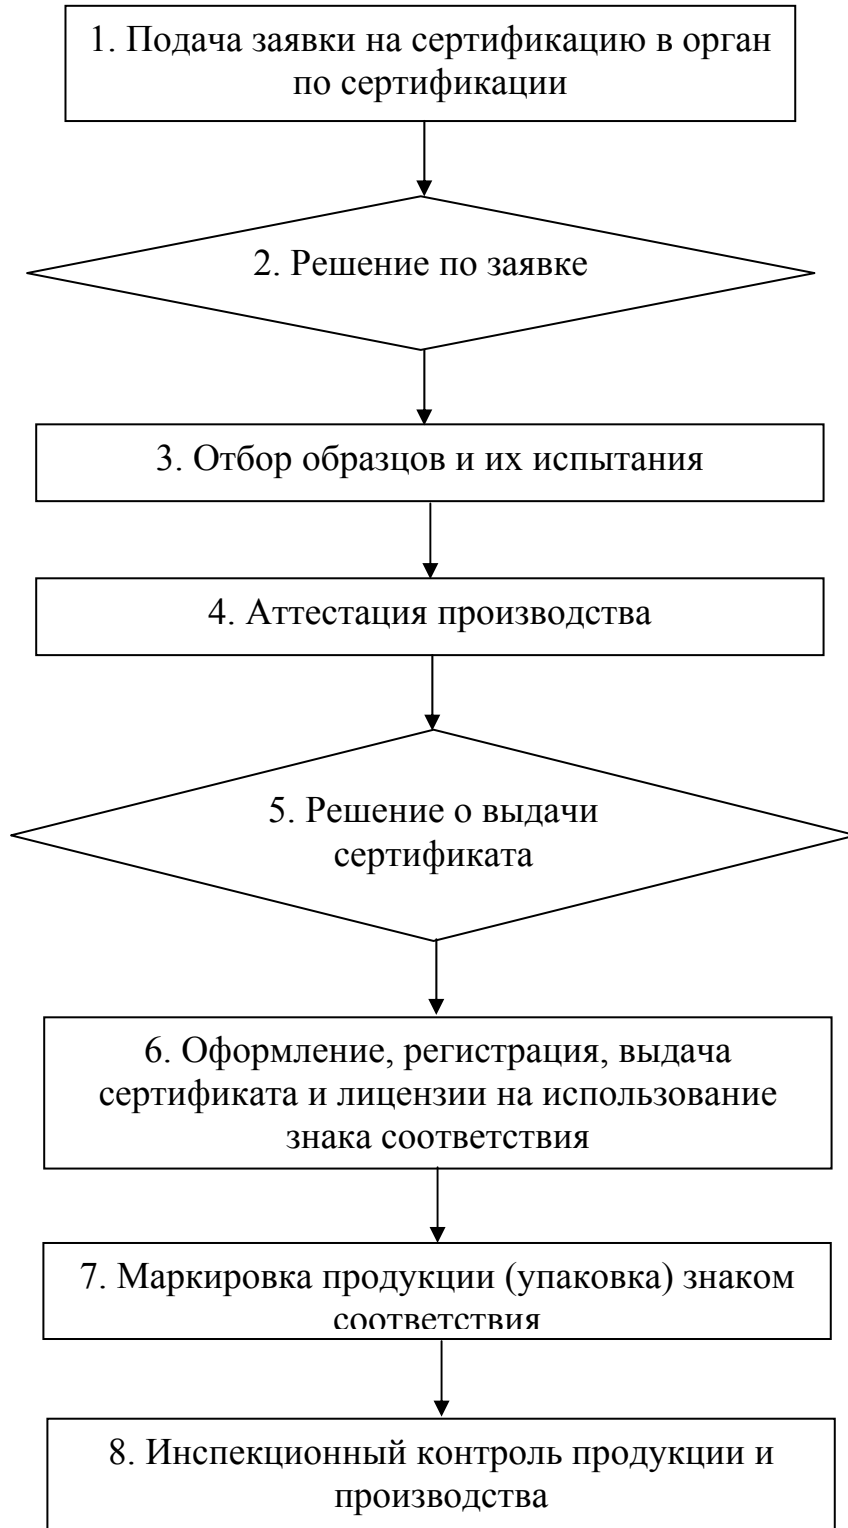 1. Подача заявки на сертификацию в орган
по сертификации
2. Решение по заявке
3. Отбор образцов и их испытания
4. Аттестация производства
5. Решение о выдачи
сертификата
6. Оформление, регистрация, выдача
сертификата и лицензии на использование
знака соответствия
7. Маркировка продукции (упаковка) знаком
соответствия
8. Инспекционный контроль продукции и
производства